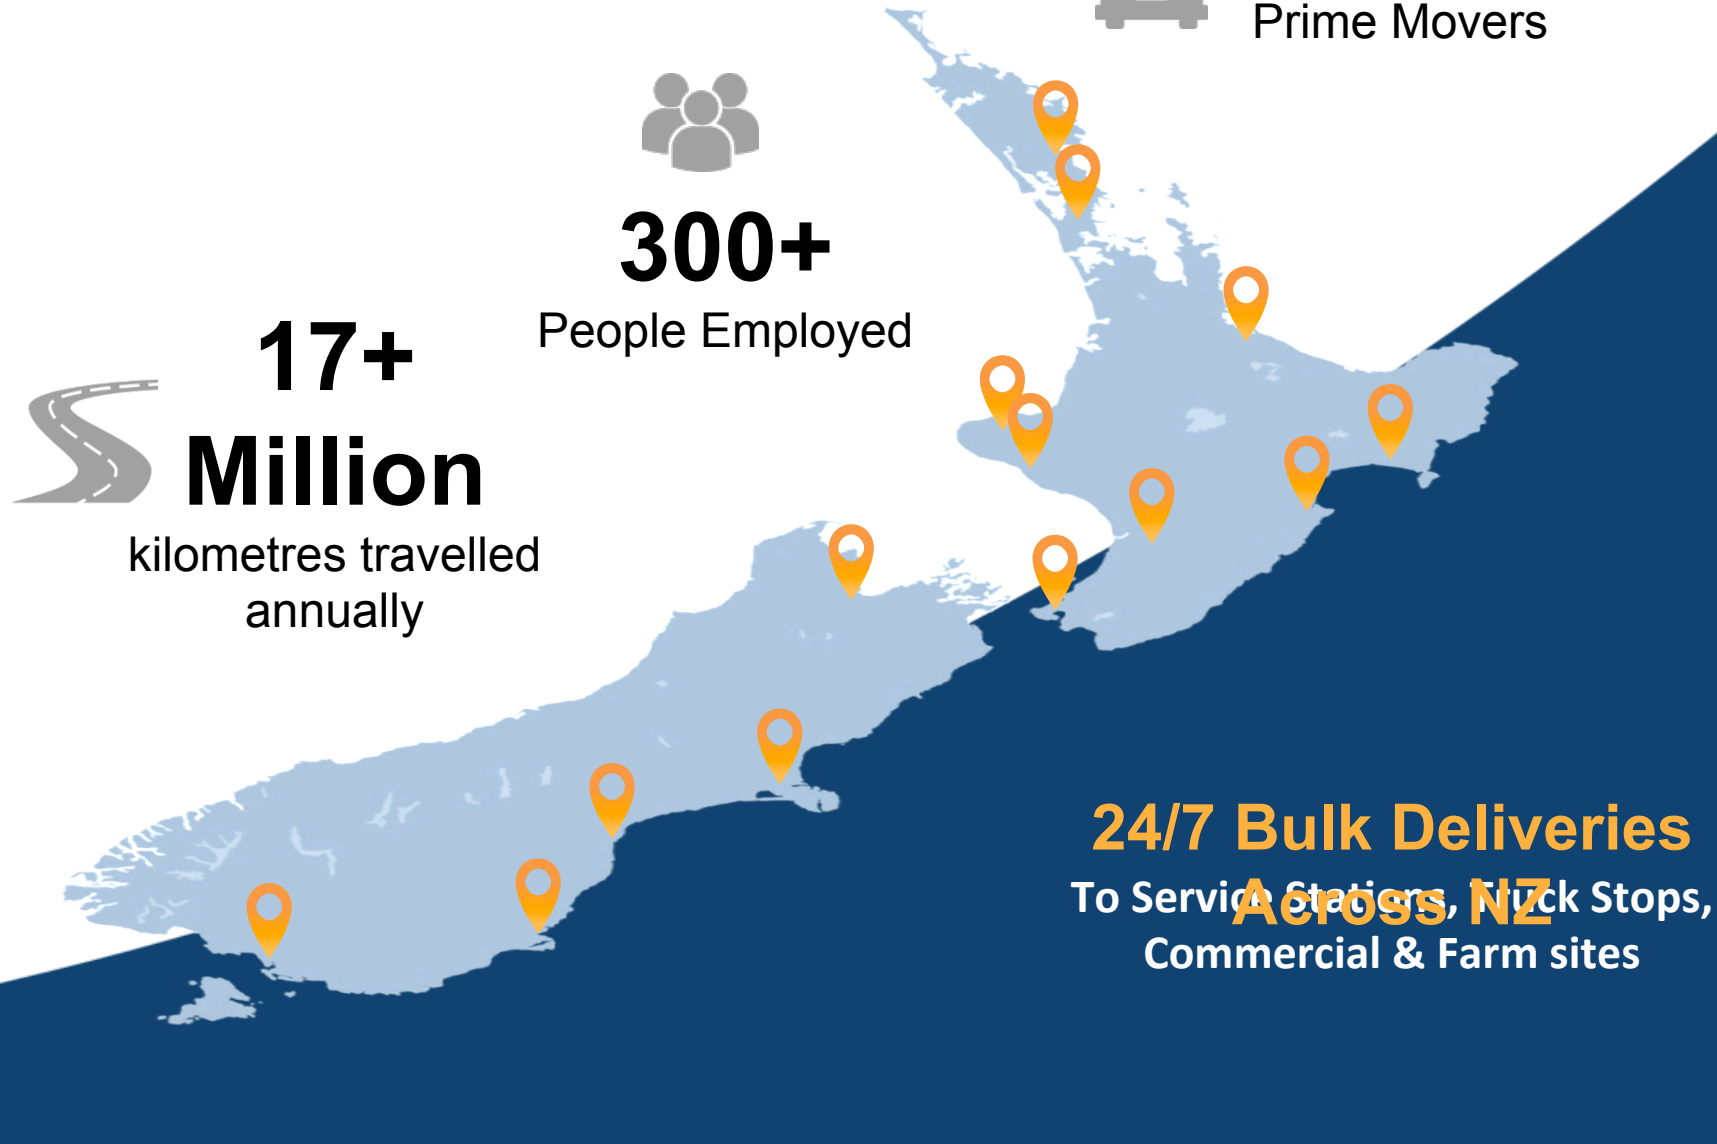 Prime Movers
300+
People Employed
17+
Million
kilometres travelled
annually
24/7 Bulk Deliveries
Across NZ
To Service Stations, Truck Stops,
Commercial & Farm sites